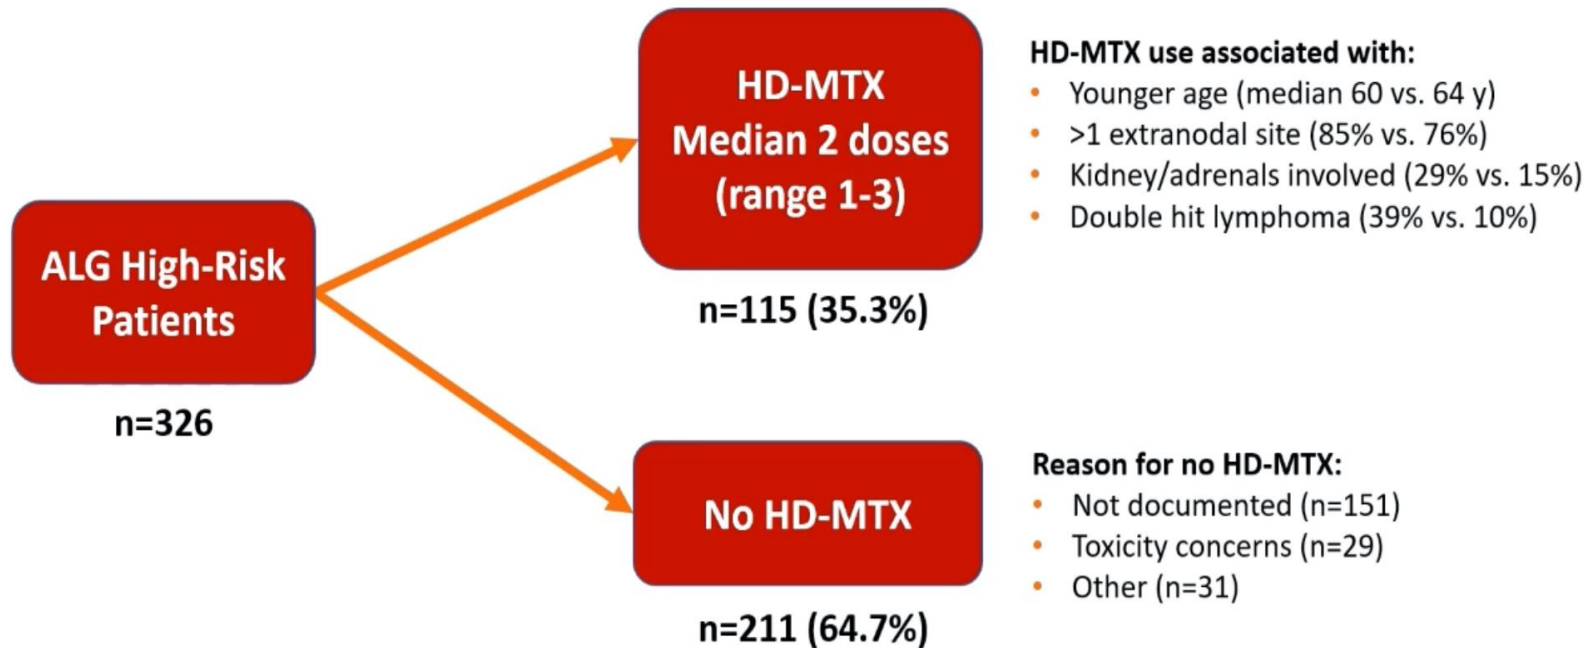 ALG High-Risk
Patients
n=326
HD-MTX
Median 2 doses
(range 1-3)
n=115 (35.3%)
HD-MTX use associated with:
• Younger age (median 60 vs. 64 y)
• >1 extranodal site (85% vs. 76%)
• Kidney/adrenals involved (29% vs. 15%)
• Double hit lymphoma (39% vs. 10%)
No HD-MTX
n=211 (64.7%)
Reason for no HD-MTX:
• Not documented (n=151)
• Toxicity concerns (n=29)
• Other (n=31)